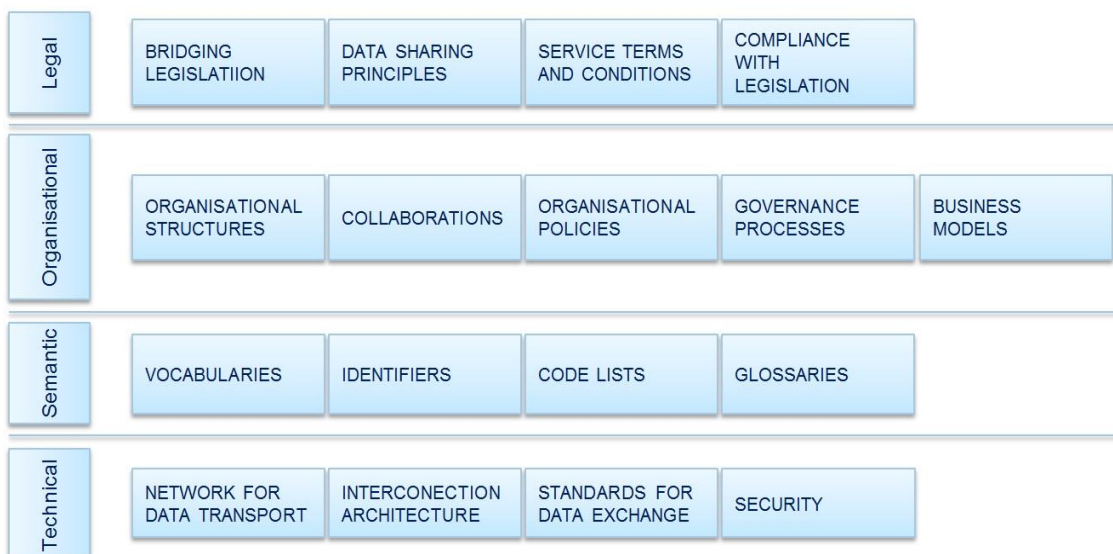 Legal
BRIDGING
LEGISLATIION
DATA SHARING
PRINCIPLES
SERVICE TERMS
AND CONDITIONS
COMPLIANCE
WITH
LEGISLATION
Organisational
ORGANISATIONAL
STRUCTURES
COLLABORATIONS
ORGANISATIONAL
POLICIES
GOVERNANCE
PROCESSES
BUSINESS
MODELS
Semantic
VOCABULARIES
IDENTIFIERS
CODE LISTS
GLOSSARIES
Technical
NETWORK FOR
DATA TRANSPORT
INTERCONECTION
ARCHITECTURE
STANDARDS FOR
DATA EXCHANGE
SECURITY